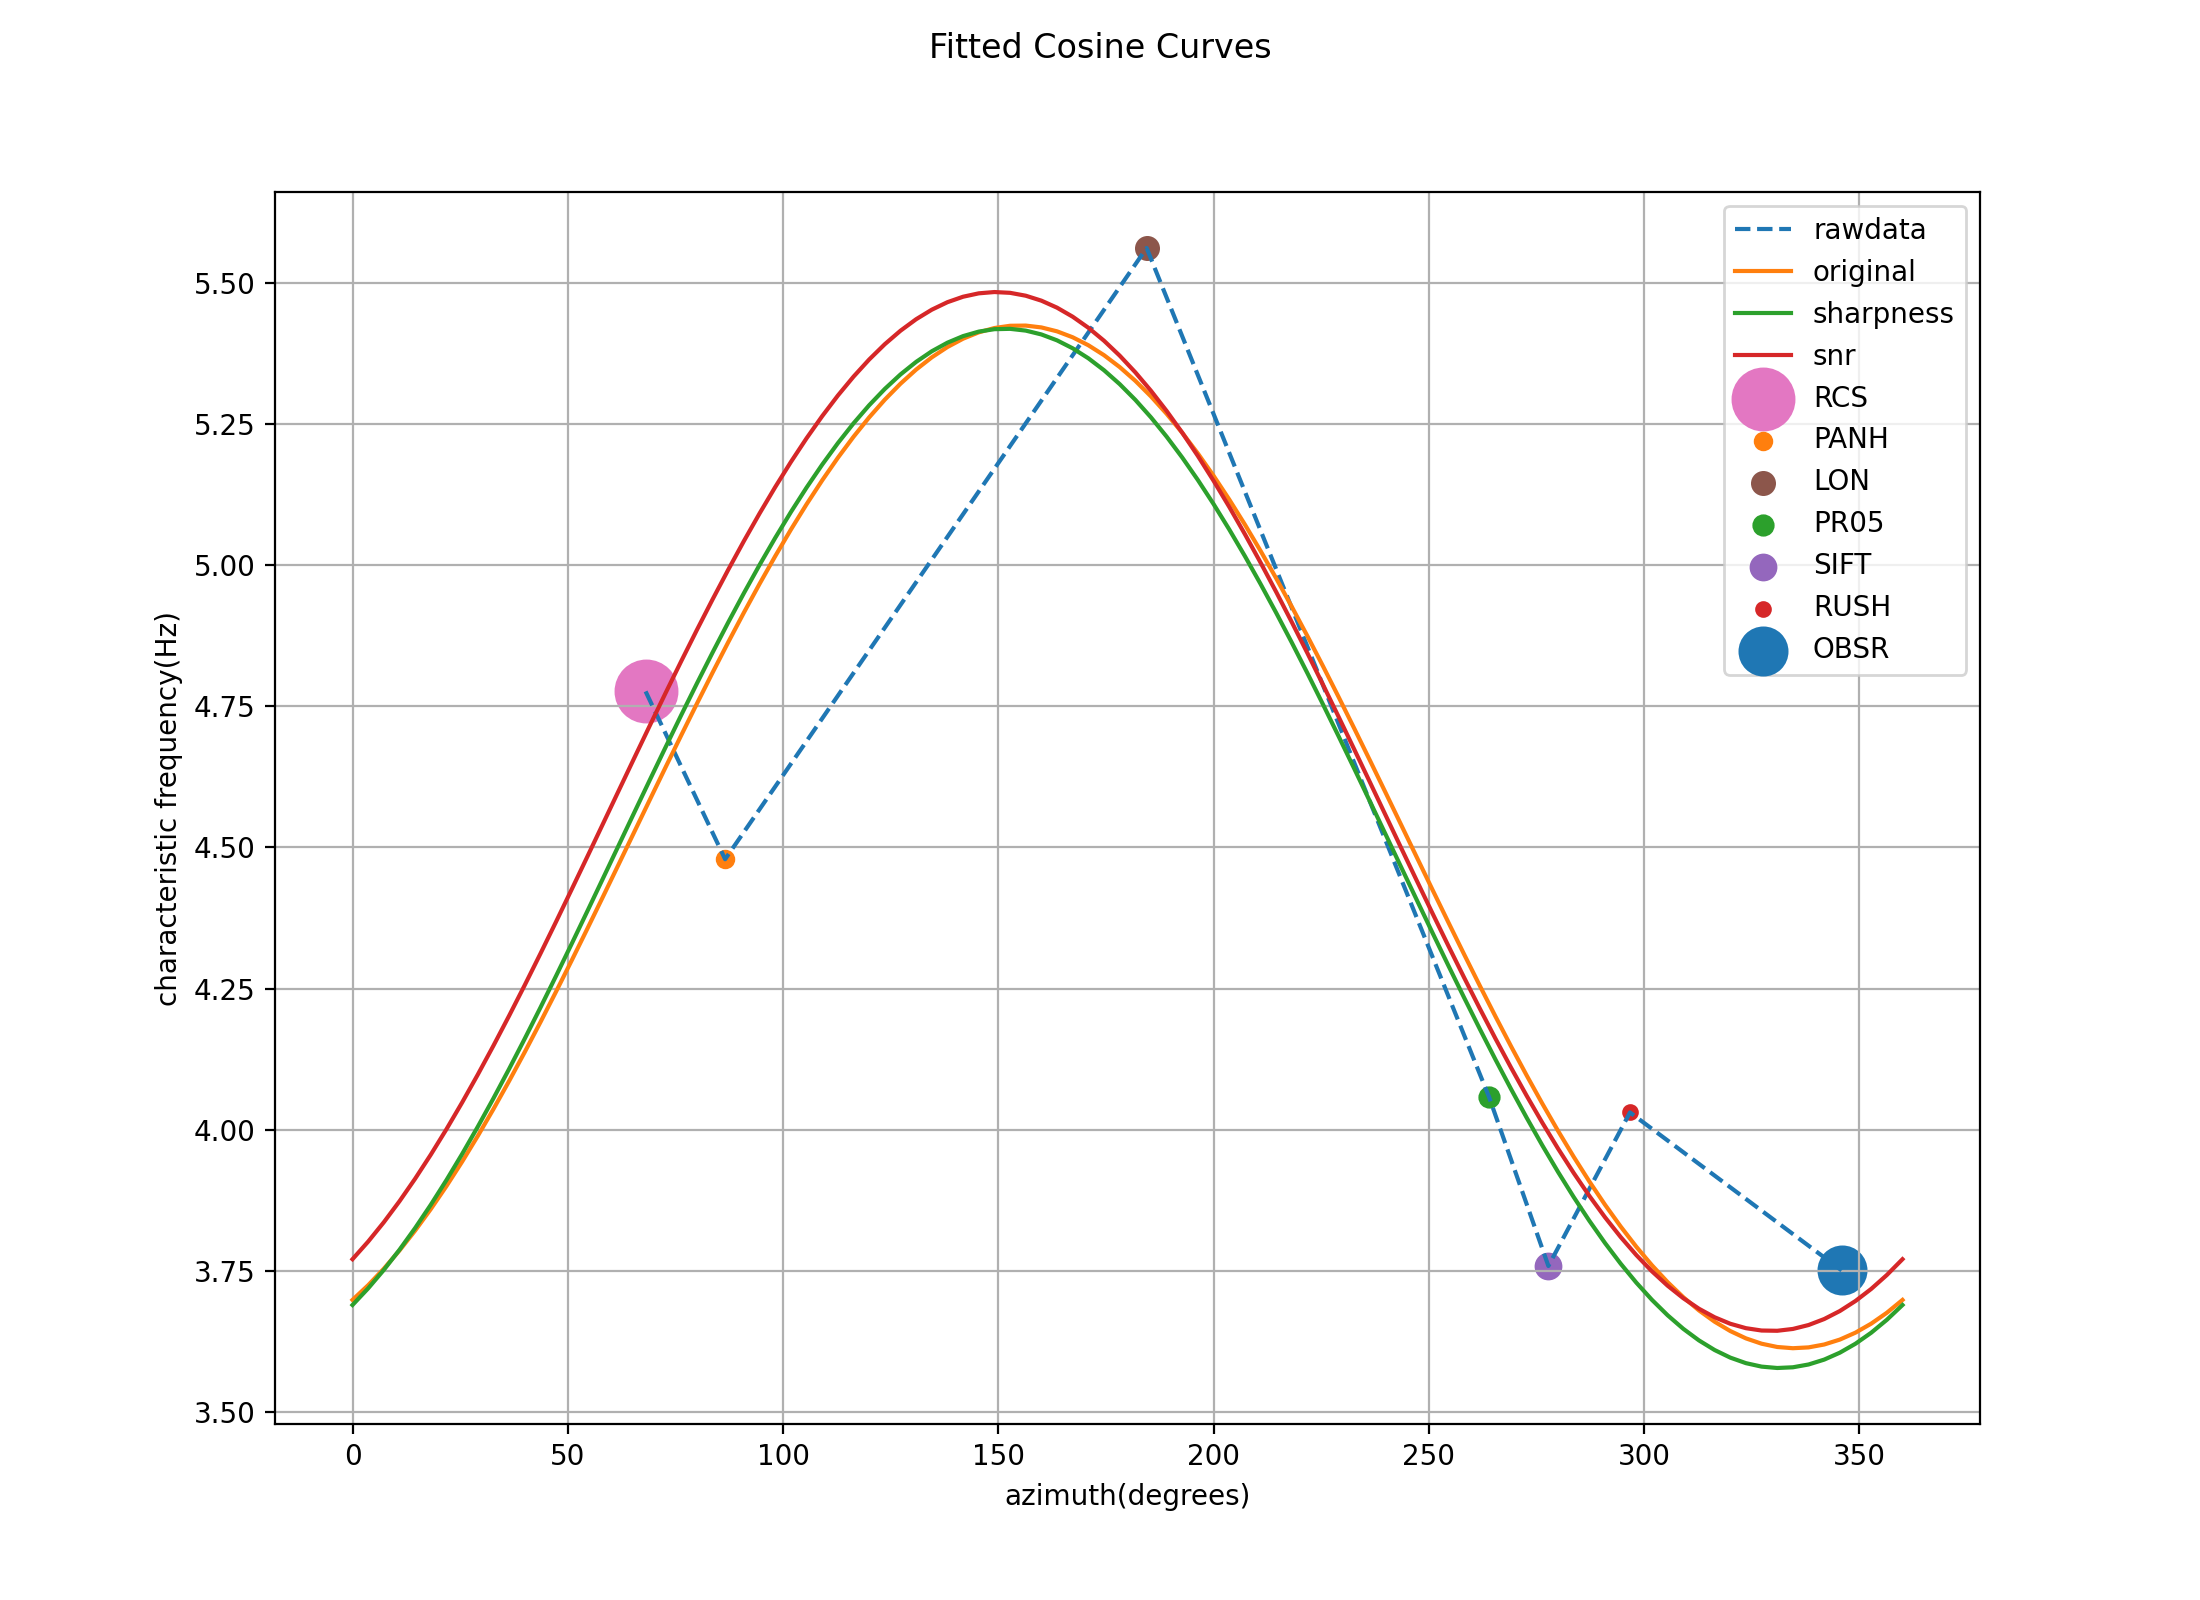 Fitted Cosine Curves
rawdata
original
sharpness
snr
RCS
PANH
LON
PR05
SIFT
RUSH
OBSR
characteristic frequency(Hz)
5.50
5.25
5.00
4.75
4.50
4.25
4.00
3.75
3.50
0 50 100 150 200 250 300 350
azimuth(degrees)